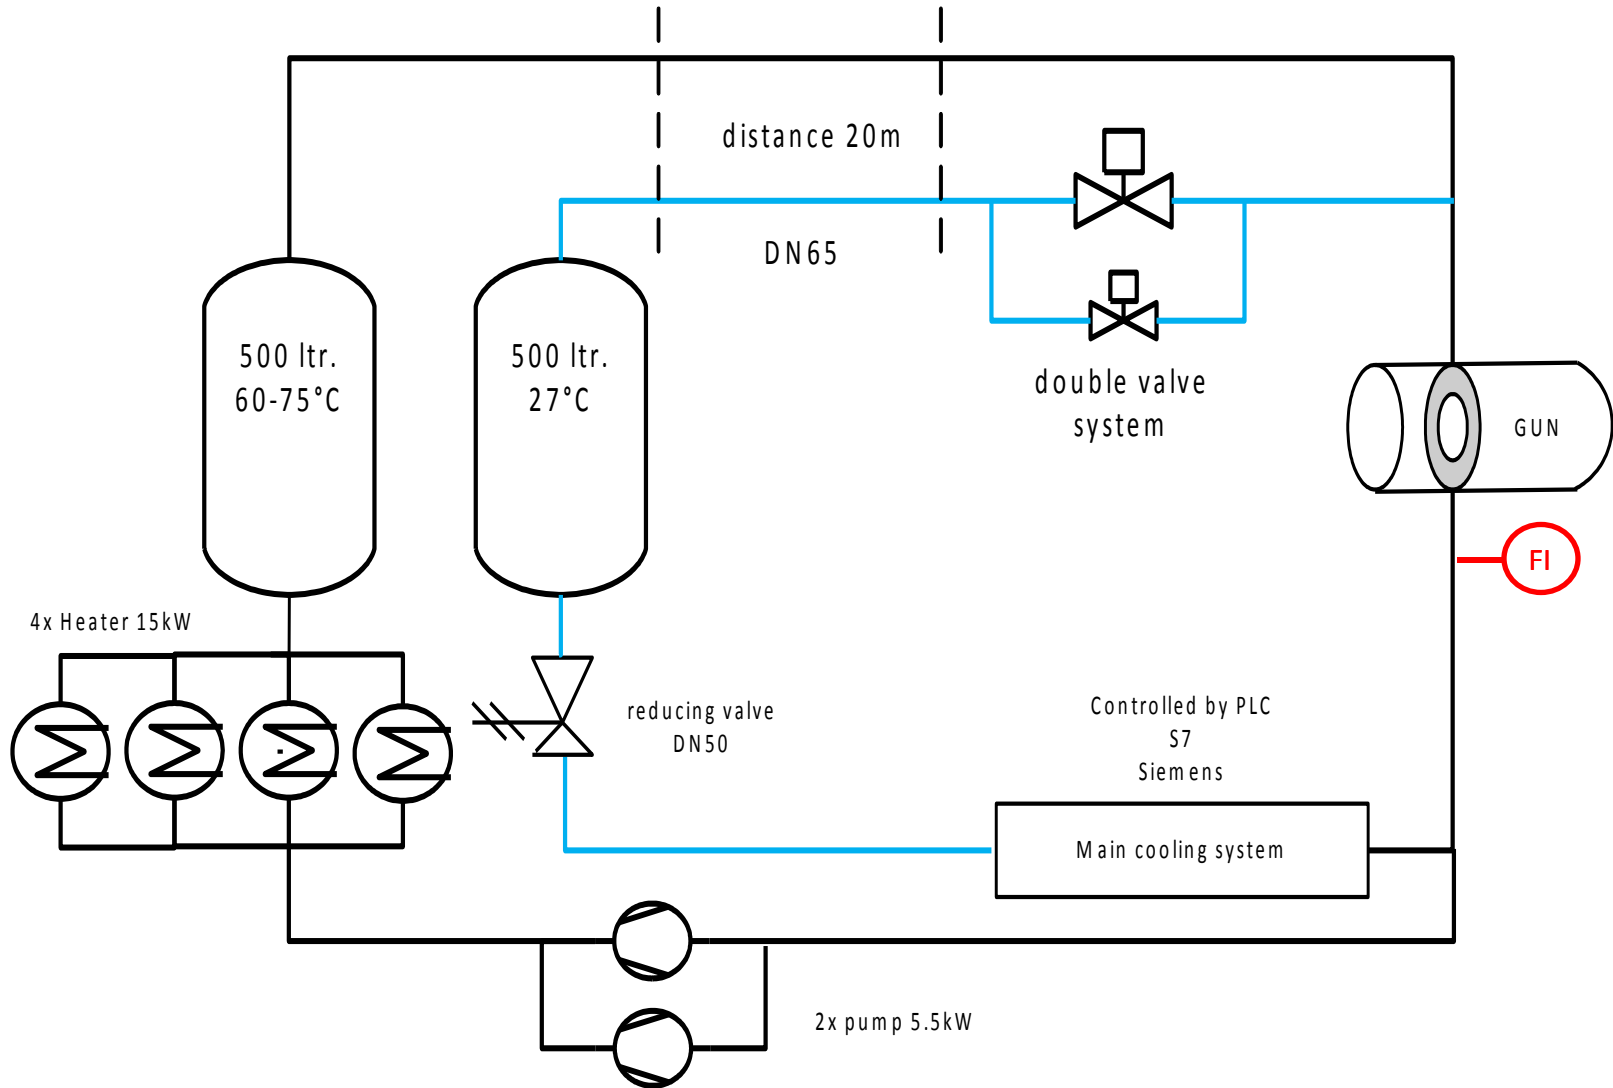 distance 20m
DN65
500 ltr.
60-75°C
500 ltr.
27°C
double valve
system
GUN
FI
4x Heater 15kW
reducing valve
DN50
Controlled by PLC
S7
Siemens
Main cooling system
2x pump 5.5kW